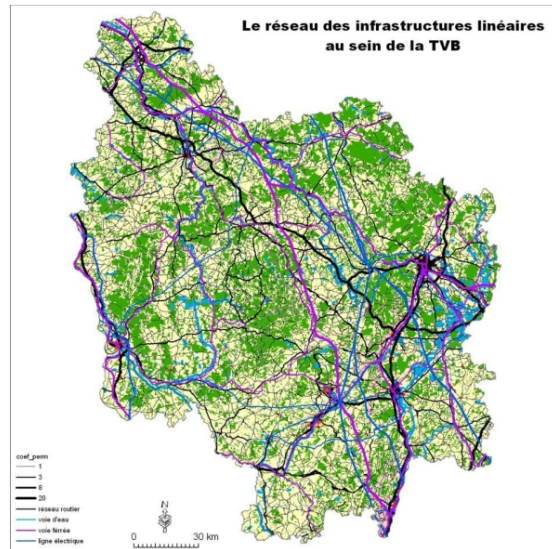 Le réseau des infrastructures linéaires
au sein de la TVB
coef_perm
1
3
8
20
réseau routier
voie d'eau
voie férrée
ligne électrique
N
0 30 km